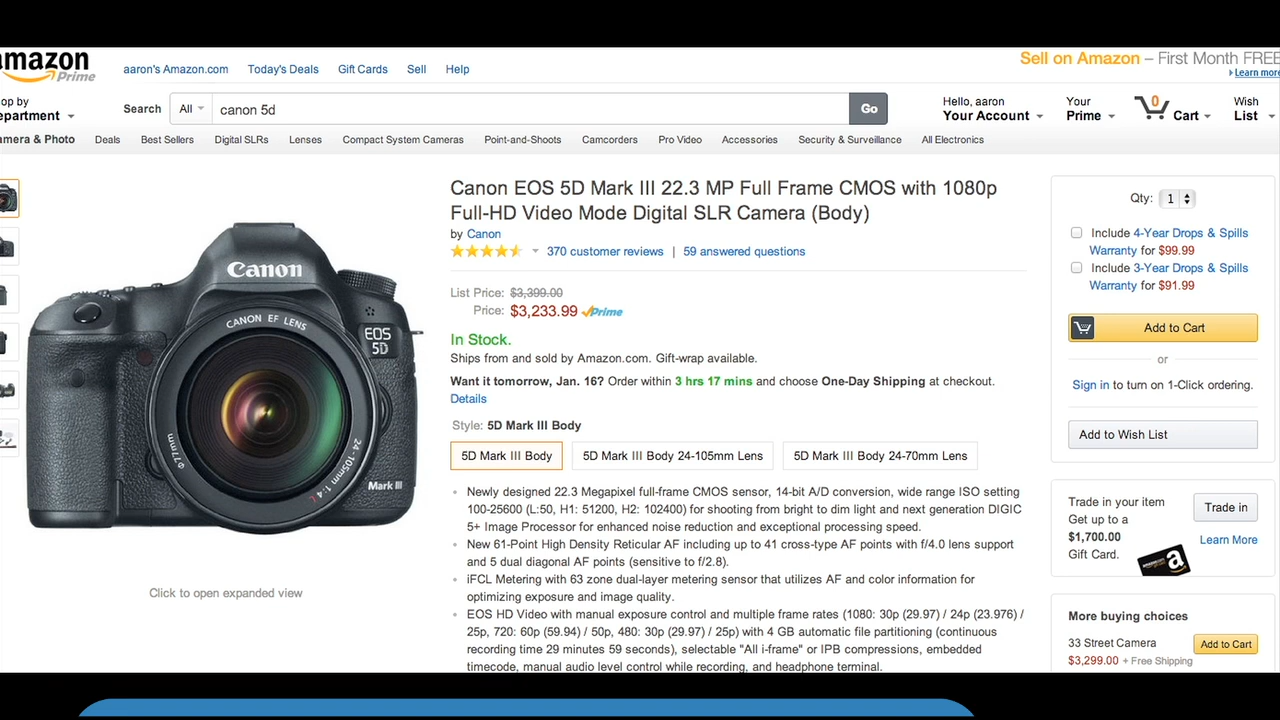 amazon
Prime
aaron's Amazon.com Today's Deals Gift Cards Sell Help
Sell on Amazon – First Month FREE
Learn more
op by
epartment
Search All canon 5d Go
Hello, aaron
Your Account
Your
Prime
0
Cart
Wish
List
amera & Photo Deals Best Sellers Digital SLRs Lenses Compact System Cameras Point-and-Shoots Camcorders Pro Video Accessories Security & Surveillance All Electronics
Canon
CANON EF LENS
EOS
5D
24-105mm 1:4 L
Ø77mm
Mark III
Click to open expanded view
Canon EOS 5D Mark III 22.3 MP Full Frame CMOS with 1080p
Full-HD Video Mode Digital SLR Camera (Body)
by Canon
370 customer reviews | 59 answered questions
List Price: $3,399.00
Price: $3,233.99 Prime
In Stock.
Ships from and sold by Amazon.com. Gift-wrap available.
Want it tomorrow, Jan. 16? Order within 3 hrs 17 mins and choose One-Day Shipping at checkout.
Details
Style: 5D Mark III Body
5D Mark III Body 5D Mark III Body 24-105mm Lens 5D Mark III Body 24-70mm Lens
• Newly designed 22.3 Megapixel full-frame CMOS sensor, 14-bit A/D conversion, wide range ISO setting
100-25600 (L:50, H1: 51200, H2: 102400) for shooting from bright to dim light and next generation DIGIC
5+ Image Processor for enhanced noise reduction and exceptional processing speed.
• New 61-Point High Density Reticular AF including up to 41 cross-type AF points with f/4.0 lens support
and 5 dual diagonal AF points (sensitive to f/2.8).
• iFCL Metering with 63 zone dual-layer metering sensor that utilizes AF and color information for
optimizing exposure and image quality.
• EOS HD Video with manual exposure control and multiple frame rates (1080: 30p (29.97) / 24p (23.976) /
25p, 720: 60p (59.94) / 50p, 480: 30p (29.97) / 25p) with 4 GB automatic file partitioning (continuous
recording time 29 minutes 59 seconds), selectable "All i-frame" or IPB compressions, embedded
timecode, manual audio level control while recording, and headphone terminal.
Qty: 1
Include 4-Year Drops & Spills
Warranty for $99.99
Include 3-Year Drops & Spills
Warranty for $91.99
Add to Cart
or
Sign in to turn on 1-Click ordering.
Add to Wish List
Trade in your item
Get up to a
$1,700.00
Gift Card.
Trade in
Learn More
a
More buying choices
33 Street Camera
$3,299.00 + Free Shipping
Add to Cart